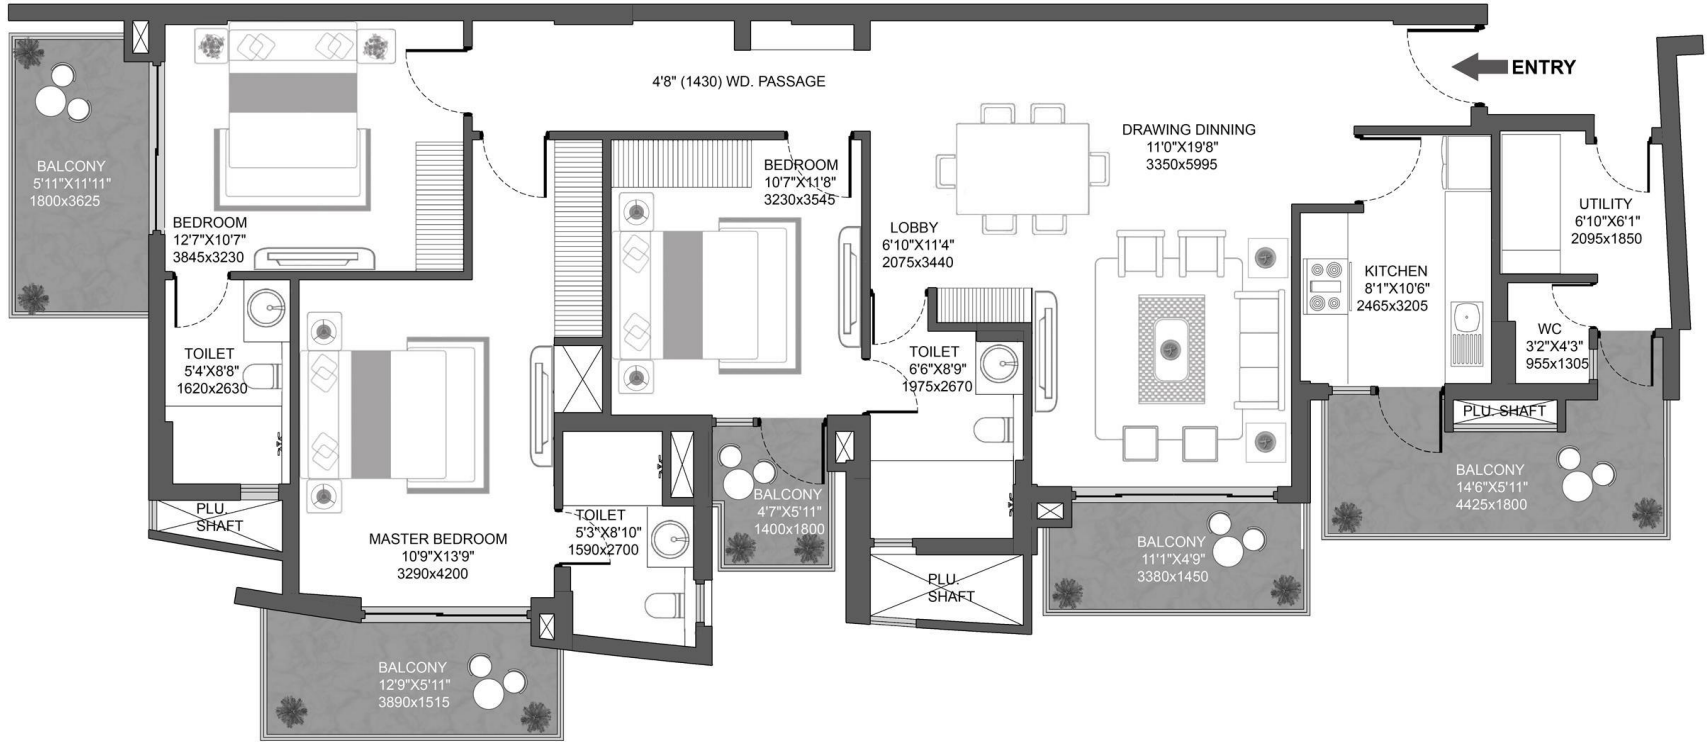 ENTRY
4'8" (1430) WD. PASSAGE
DRAWING DINNING
11'0"X19'8"
3350x5995
BALCONY
5'11"X11'11"
1800x3625
BEDROOM
10'7"X11'8"
3230x3545
BEDROOM
12'7"X10'7"
3845x3230
LOBBY
6'10"X11'4"
2075x3440
UTILITY
6'10"X6'1"
2095x1850
KITCHEN
8'1"X10'6"
2465x3205
WC
3'2"X4'3"
955x1305
TOILET
5'4"X8'8"
1620x2630
TOILET
6'6"X8'9"
1975x2670
PLU. SHAFT
BALCONY
14'6"X5'11"
4425x1800
BALCONY
4'7"X5'11"
1400x1800
PLU.
SHAFT
TOILET
5'3"X8'10"
1590x2700
MASTER BEDROOM
10'9"X13'9"
3290x4200
BALCONY
11'1"X4'9"
3380x1450
PLU.
SHAFT
BALCONY
12'9"X5'11"
3890x1515